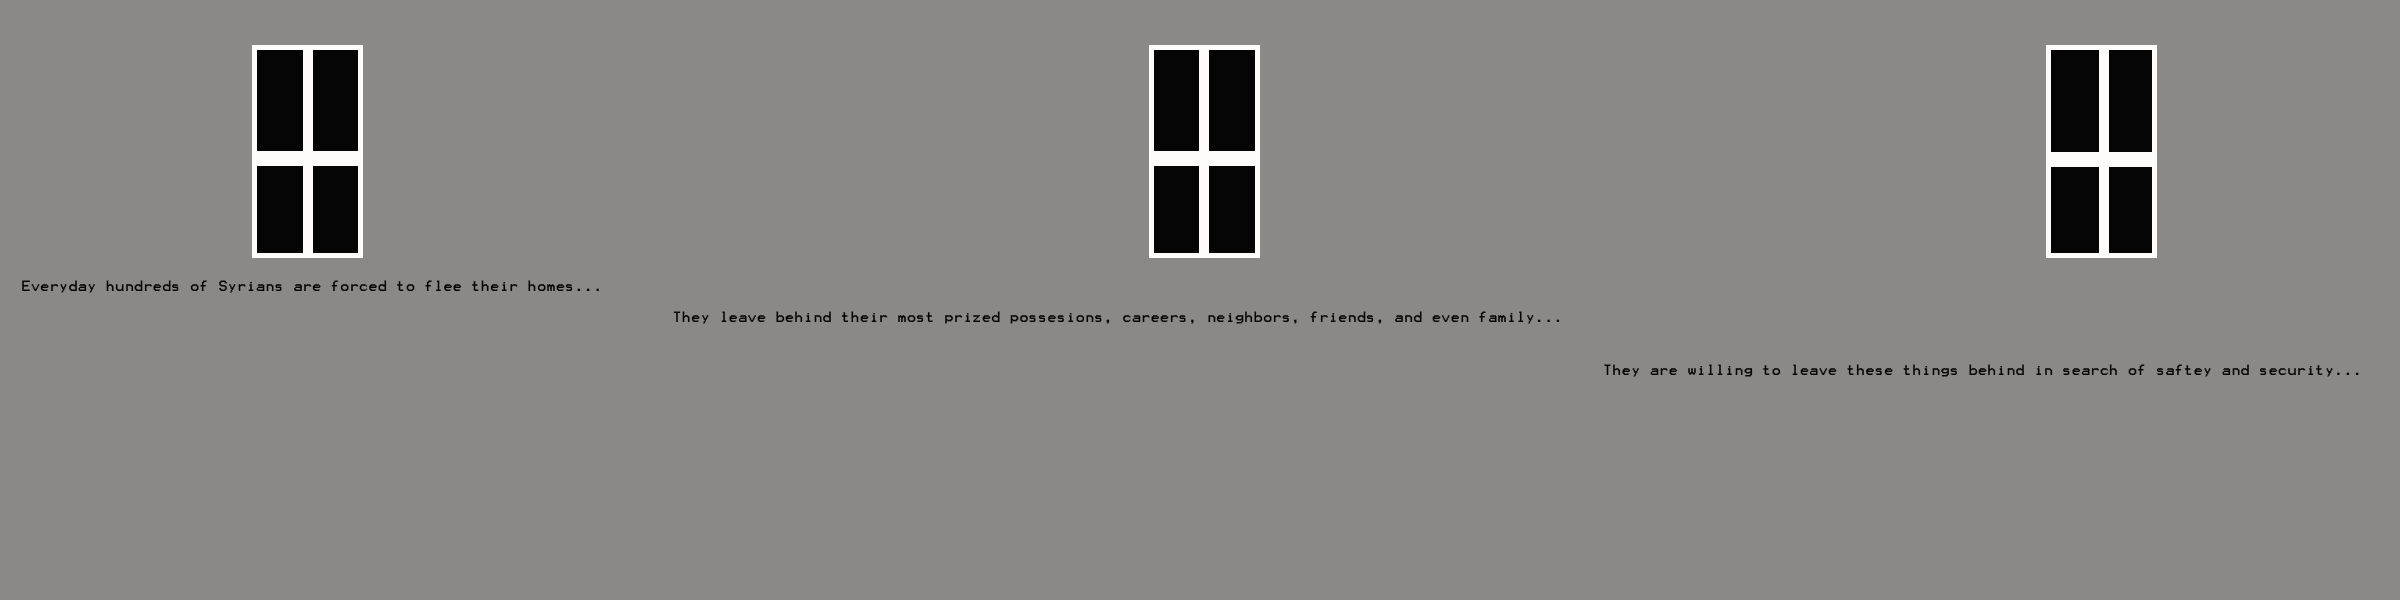 Everyday hundreds of Syrians are forced to flee their homes...
They leave behind their most prized possesions, careers, neighbors, friends, and even family...
They are willing to leave these things behind in search of saftey and security...